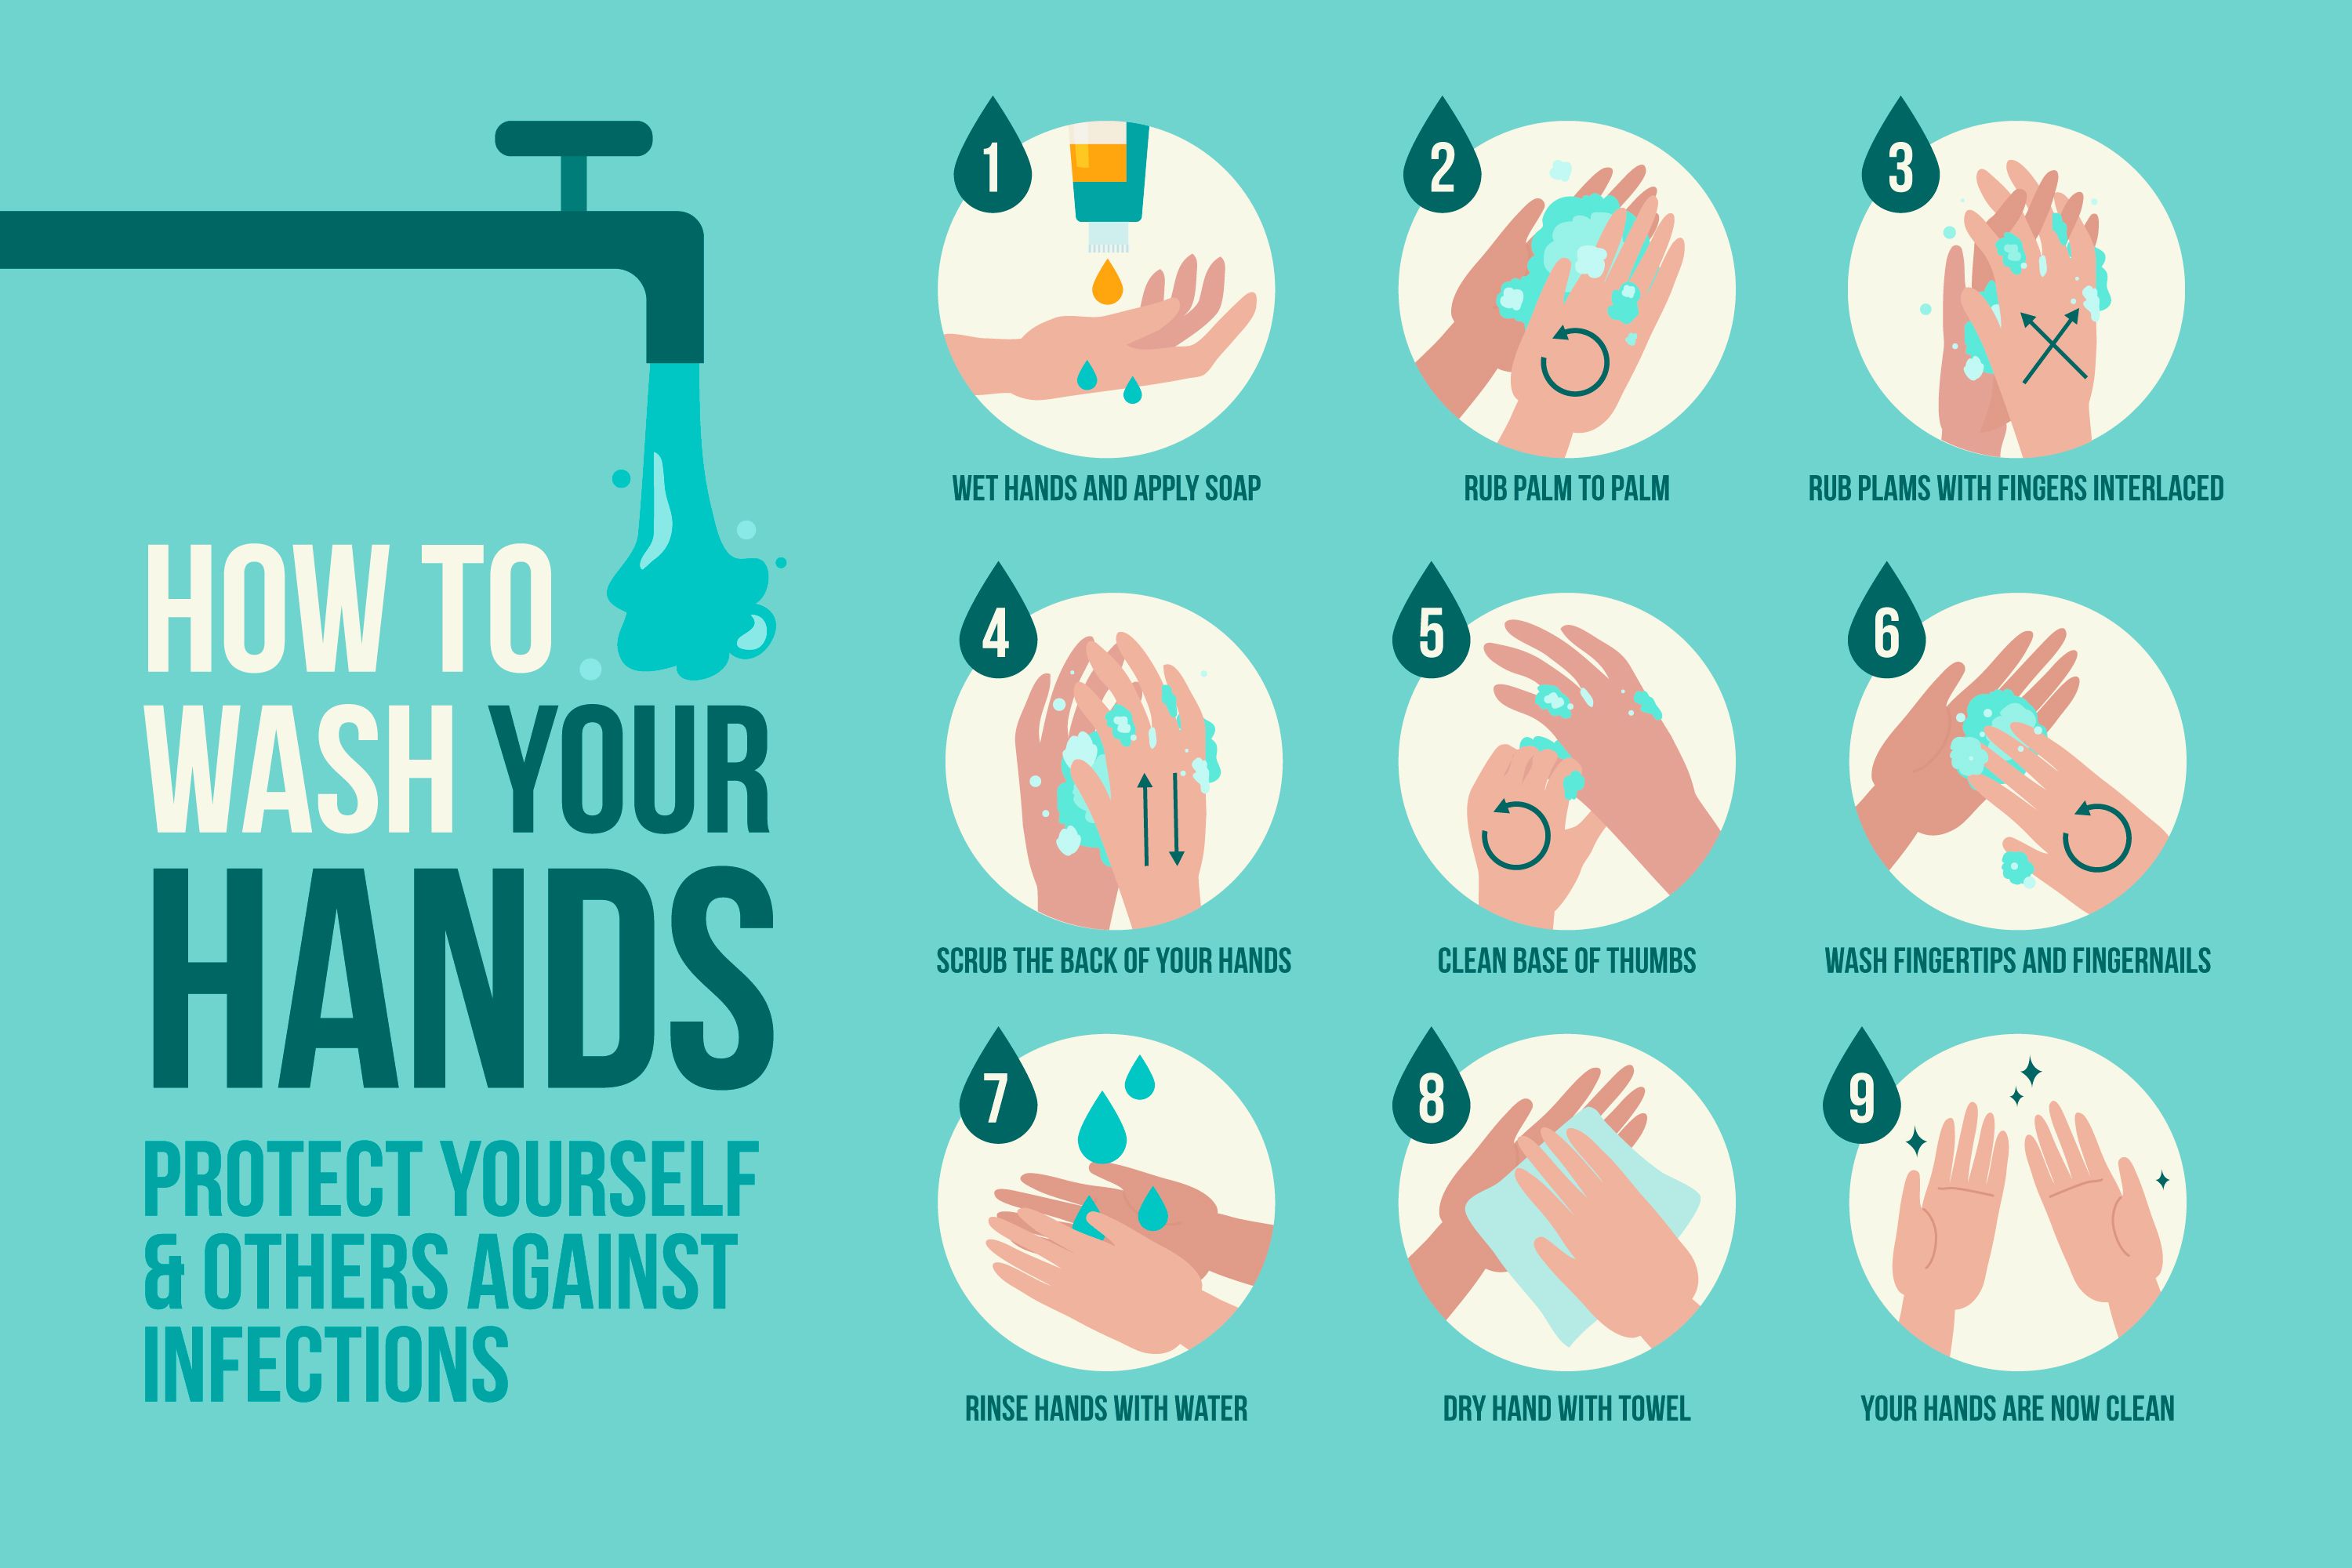 HOW TO
WASH YOUR
HANDS
PROTECT YOURSELF
& OTHERS AGAINST
INFECTIONS
1
WET HANDS AND APPLY SOAP
2
RUB PALM TO PALM
3
RUB PLAMS WITH FINGERS INTERLACED
4
SCRUB THE BACK OF YOUR HANDS
5
CLEAN BASE OF THUMBS
6
WASH FINGERTIPS AND FINGERNAILS
7
RINSE HANDS WITH WATER
8
DRY HAND WITH TOWEL
9
YOUR HANDS ARE NOW CLEAN